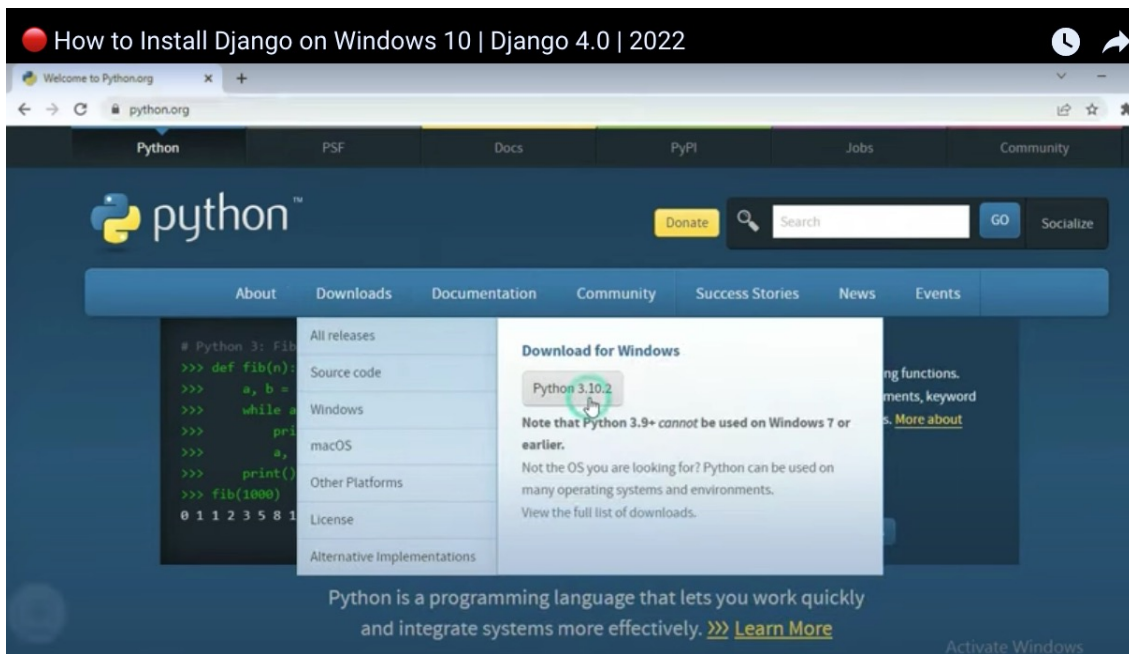 How to Install Django on Windows 10 | Django 4.0 | 2022
Welcome to Python.org
python.org
Python PSF Docs PyPI Jobs Community
python™
Donate Search GO Socialize
About Downloads Documentation Community Success Stories News Events
All releases
Source code
Windows
macOS
Other Platforms
License
Alternative Implementations
Download for Windows
Python 3.10.2
Note that Python 3.9+ cannot be used on Windows 7 or
earlier.
Not the OS you are looking for? Python can be used on
many operating systems and environments.
View the full list of downloads.
# Python 3: Fib
>>> def fib(n):
>>> a, b =
>>> while a
>>> pri
>>> a,
>>> print()
>>> fib(1000)
0 1 1 2 3 5 8 1
ng functions.
ments, keyword
s. More about
Python is a programming language that lets you work quickly
and integrate systems more effectively. >>> Learn More
Activate Windows